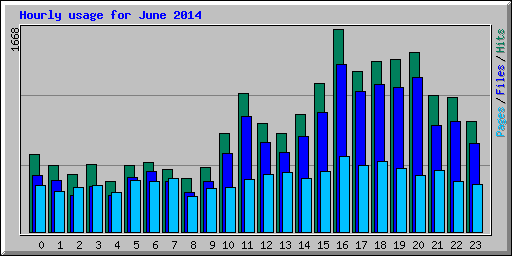 Hourly usage for June 2014
1668
Pages/Files/Hits
0 1 2 3 4 5 6 7 8 9 10 11 12 13 14 15 16 17 18 19 20 21 22 23